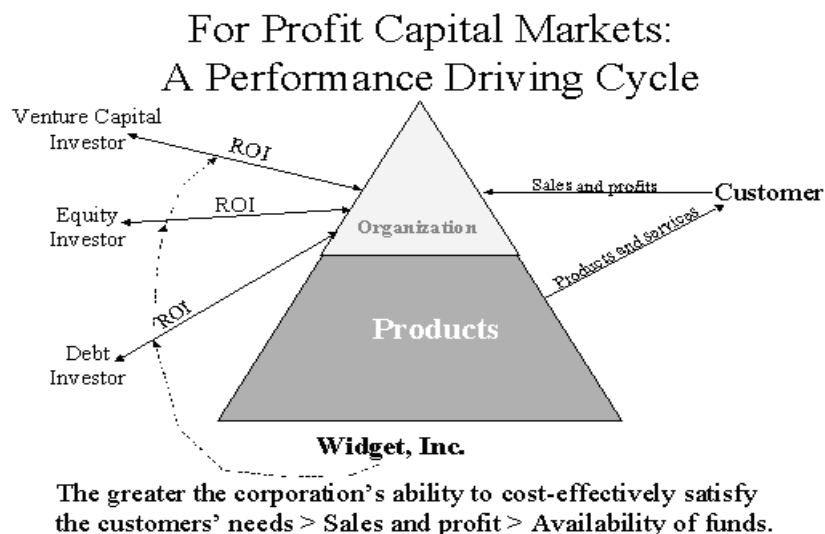 For Profit Capital Markets:
A Performance Driving Cycle
Venture Capital
Investor
ROI
Equity
Investor
ROI
Debt
Investor
ROI
Organization
Products
Sales and profits
Customer
Products and services
Widget, Inc.
The greater the corporation's ability to cost-effectively satisfy
the customers' needs > Sales and profit > Availability of funds.